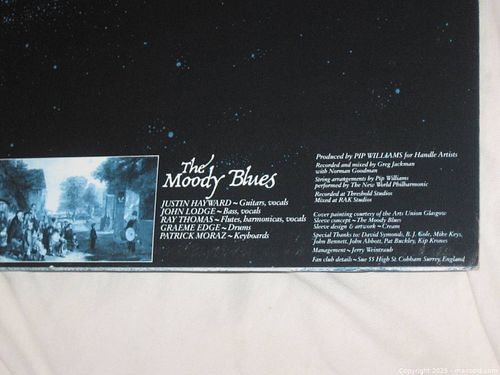 The
Moody Blues
JUSTIN HAYWARD ~ Guitars, vocals
JOHN LODGE ~ Bass, vocals
RAY THOMAS ~ Flutes, harmonicas, vocals
GRAEME EDGE ~ Drums
PATRICK MORAZ ~ Keyboards
Produced by PIP WILLIAMS for Handle Artists
Recorded and mixed by Greg Jackman
with Norman Goodman
String arrangements by Pip Williams
performed by The New World Philharmonic
Recorded at Threshold Studios
Mixed at RAK Studios
Cover painting courtesy of the Arts Union Glasgow
Sleeve concept ~ The Moody Blues
Sleeve design & artwork ~ Cream
Special Thanks to: David Symonds, B.J. Cole, Mike Keys,
John Bennett, John Abbott, Pat Buckley, Kip Krones
Management ~ Jerry Weintraub
Fan club details ~ Sue 55 High St. Cobham Surrey, England
Copyright 2025 - maxsold.com